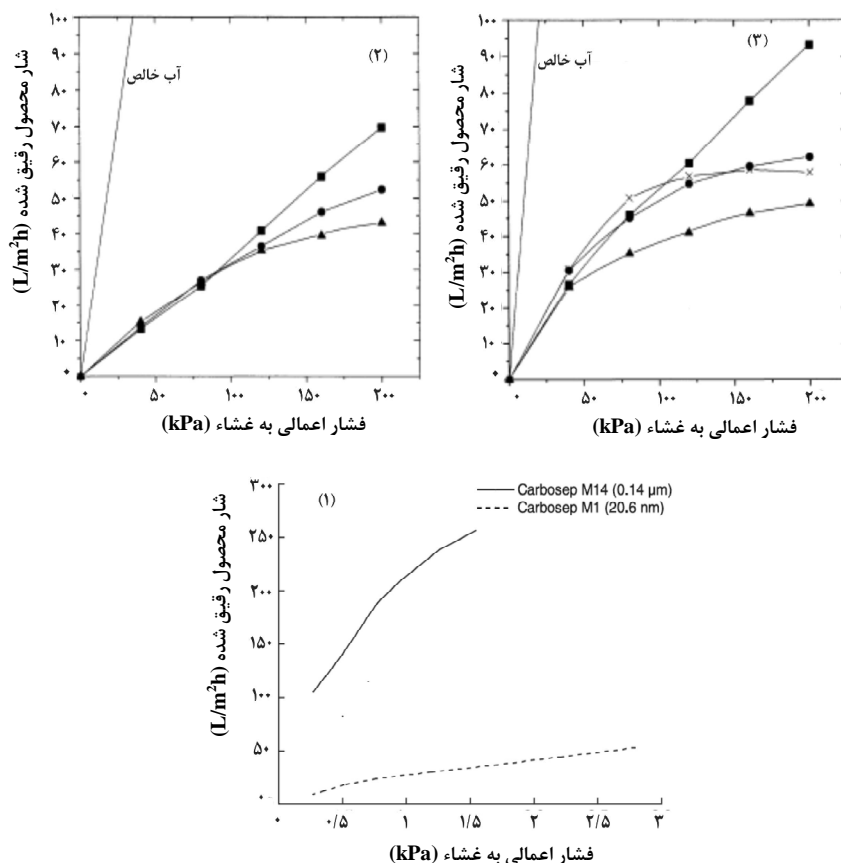 (۲)
آب خالص
شار محصول رقیق شده (L/m²h)
۱۰۰
۹۰
۸۰
۷۰
۶۰
۵۰
۴۰
۳۰
۲۰
۱۰
۰
۰ ۵۰ ۱۰۰ ۱۵۰ ۲۰۰
فشار اعمالی به غشاء (kPa)
(۳)
آب خالص
شار محصول رقیق شده (L/m²h)
۱۰۰
۹۰
۸۰
۷۰
۶۰
۵۰
۴۰
۳۰
۲۰
۱۰
۰
۰ ۵۰ ۱۰۰ ۱۵۰ ۲۰۰
فشار اعمالی به غشاء (kPa)
(۱)
Carbosep M14 (0.14 µm)
Carbosep M1 (20.6 nm)
شار محصول رقیق شده (L/m²h)
۳۰۰
۲۵۰
۲۰۰
۱۵۰
۱۰۰
۵۰
۰
۰ ۰/۵ ۱ ۱/۵ ۲ ۲/۵ ۳
فشار اعمالی به غشاء (kPa)